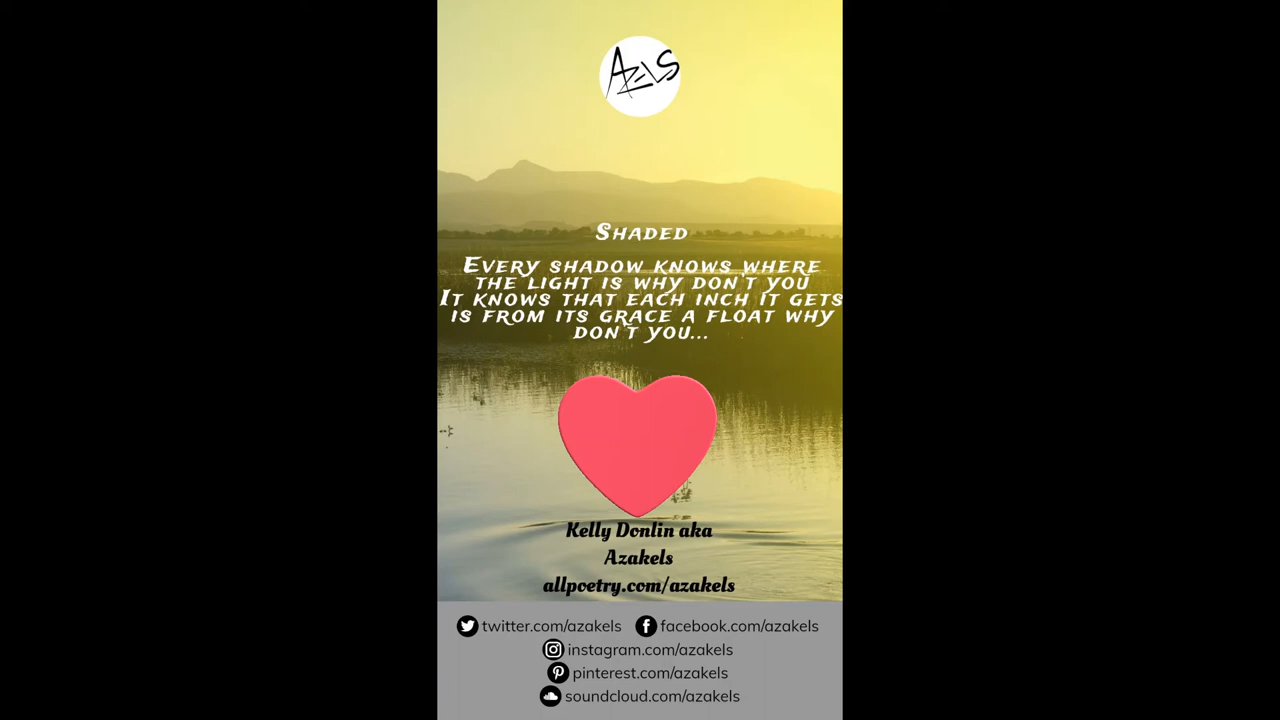 AzelS
Shaded
Every shadow knows where
the light is why don't you
It knows that each inch it gets
is from its grace a float why
don't you...
Kelly Donlin aka
Azakels
allpoetry.com/azakels
twitter.com/azakels facebook.com/azakels
instagram.com/azakels
pinterest.com/azakels
soundcloud.com/azakels